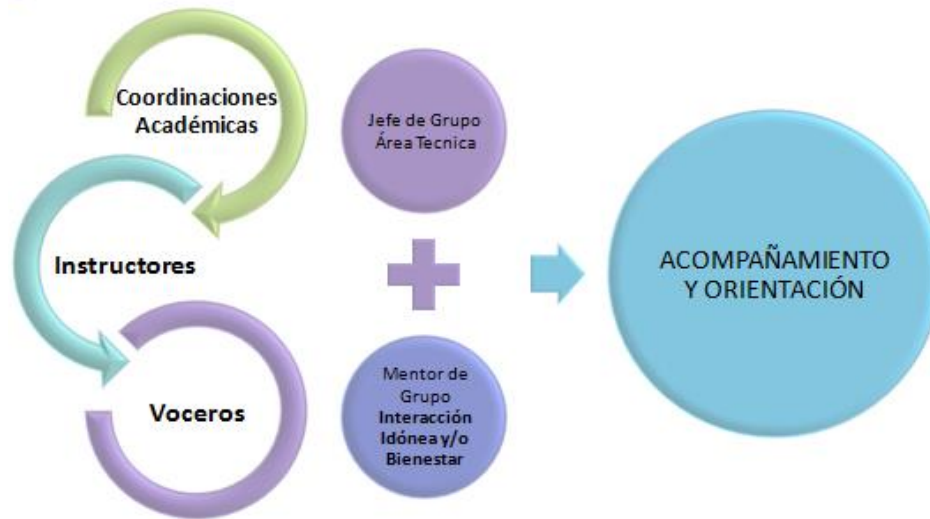 Coordinaciones
Académicas
Instructores
Voceros
Jefe de Grupo
Área Tecnica
Mentor de
Grupo
Interacción
Idónea y/o
Bienestar
ACOMPAÑAMIENTO
Y ORIENTACIÓN